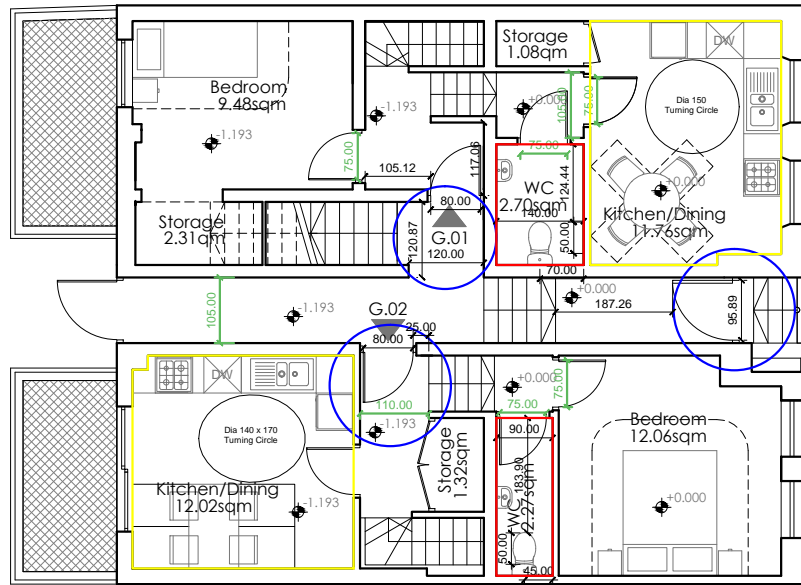 Storage
1.08qm
DW
Bedroom
9.48sqm
-1.193
+0.000
105
75.00
Dia 150
Turning Circle
-1.193
75.00
75.00
105.12
117.06
WC
2.70sqm
124.44
140.00
50.00
+0.000
Kitchen/Dining
11.76sqm
80.00
G.01
Storage
2.31qm
120.87
120.00
70.00
+0.000
187.26
95.89
105.00
-1.193
G.02
25.00
80.00
DW
110.00
-1.193
+0.000
75.00
75.00
90.00
Dia 140 x 170
Turning Circle
Bedroom
12.06sqm
Storage
1.32sqm
183.90
WC
2.27sqm
50.00
45.00
Kitchen/Dining
12.02sqm
-1.193
+0.000